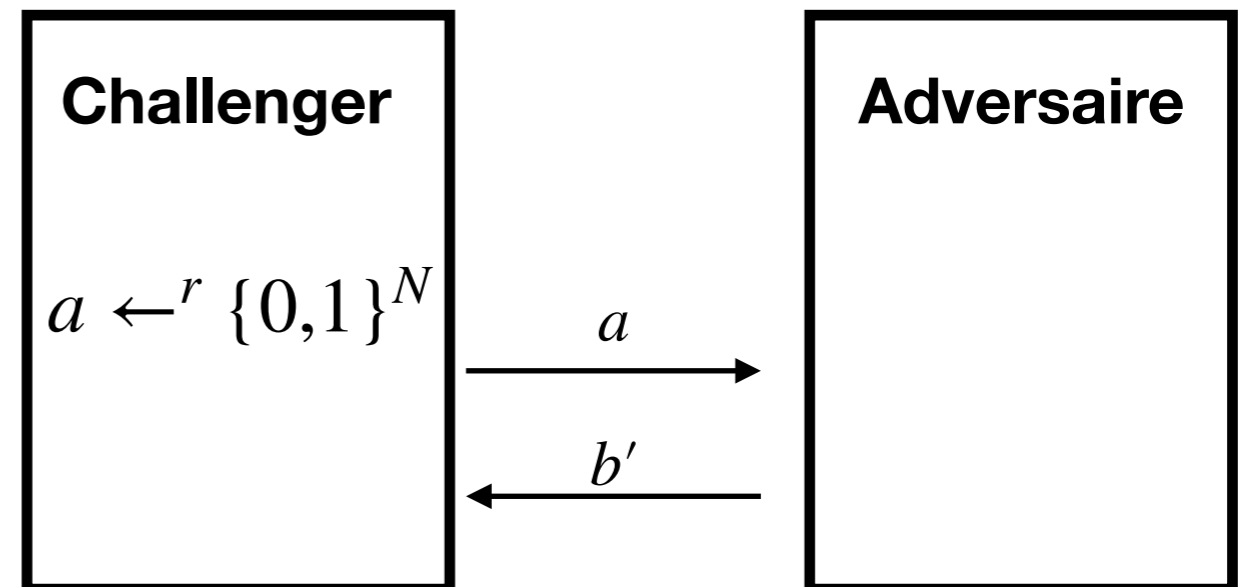 Challenger
Adversaire
a ←ʳ {0,1}ᴺ
a
b′